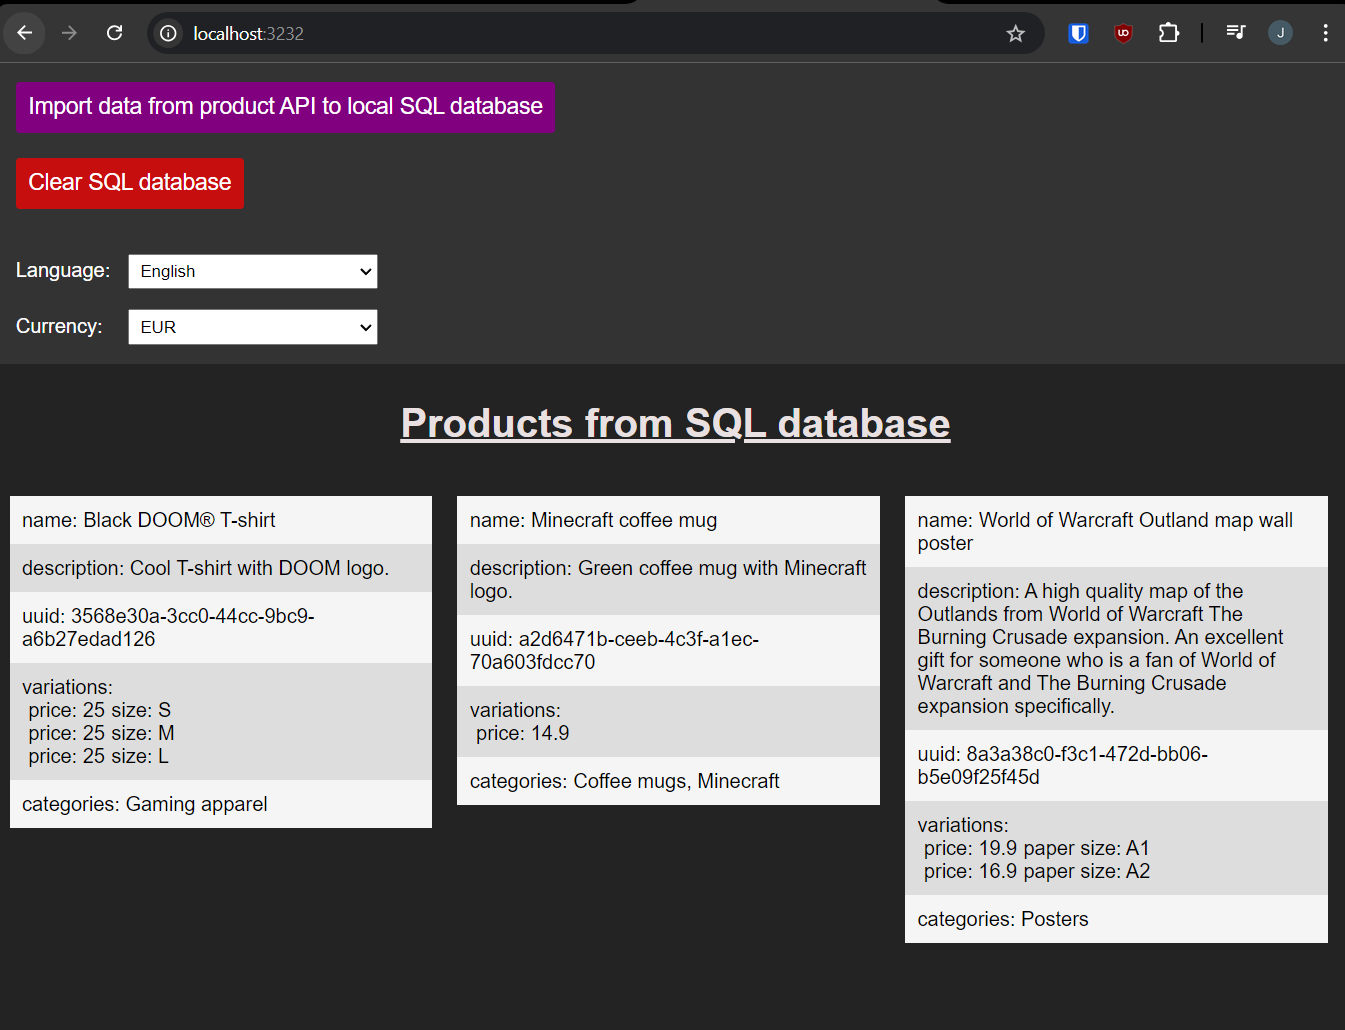 localhost:3232
J
Import data from product API to local SQL database
Clear SQL database
Language: English
Currency: EUR
Products from SQL database
name: Black DOOM® T-shirt
description: Cool T-shirt with DOOM logo.
uuid: 3568e30a-3cc0-44cc-9bc9-
a6b27edad126
variations:
price: 25 size: S
price: 25 size: M
price: 25 size: L
categories: Gaming apparel
name: Minecraft coffee mug
description: Green coffee mug with Minecraft
logo.
uuid: a2d6471b-ceeb-4c3f-a1ec-
70a603fdcc70
variations:
price: 14.9
categories: Coffee mugs, Minecraft
name: World of Warcraft Outland map wall
poster
description: A high quality map of the
Outlands from World of Warcraft The
Burning Crusade expansion. An excellent
gift for someone who is a fan of World of
Warcraft and The Burning Crusade
expansion specifically.
uuid: 8a3a38c0-f3c1-472d-bb06-
b5e09f25f45d
variations:
price: 19.9 paper size: A1
price: 16.9 paper size: A2
categories: Posters